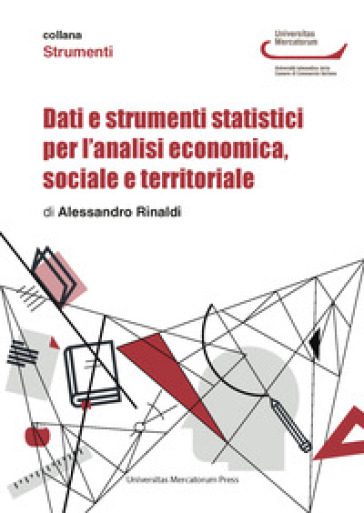 collana
Strumenti
Universitas
Mercatorum
Università telematica delle
Camere di Commercio Italiane
Dati e strumenti statistici
per l'analisi economica,
sociale e territoriale
di Alessandro Rinaldi
Universitas Mercatorum Press